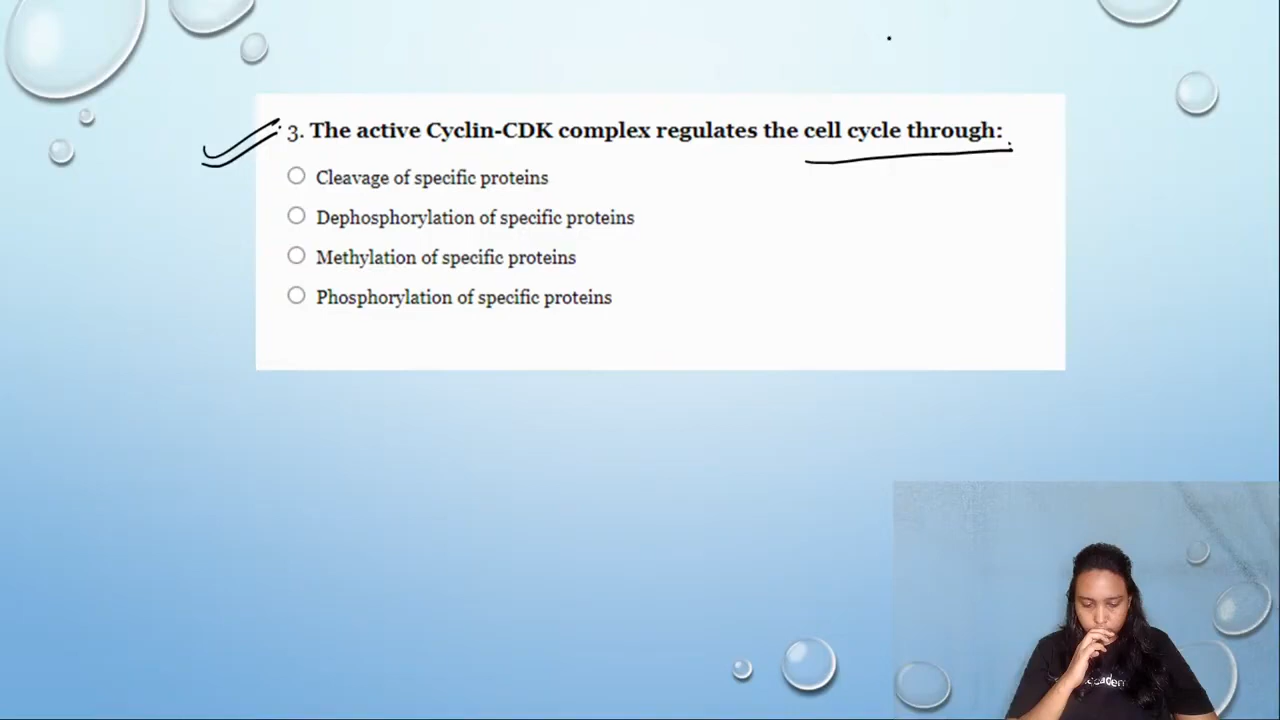 3. The active Cyclin-CDK complex regulates the cell cycle through:
Cleavage of specific proteins
Dephosphorylation of specific proteins
Methylation of specific proteins
Phosphorylation of specific proteins